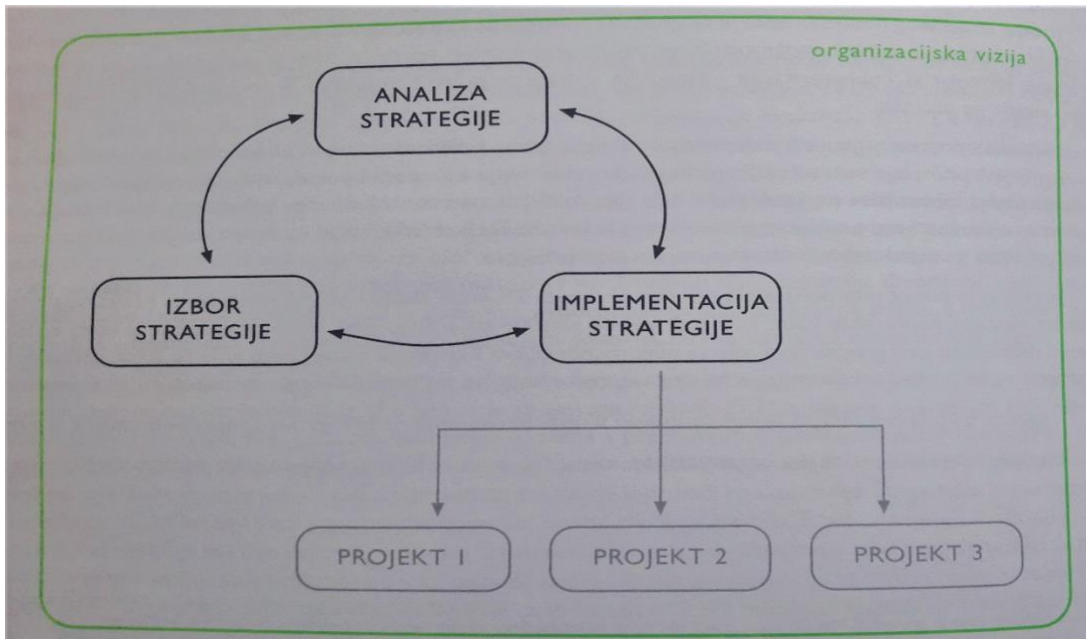 organizacijska vizija
ANALIZA
STRATEGIJE
IZBOR
STRATEGIJE
IMPLEMENTACIJA
STRATEGIJE
PROJEKT 1
PROJEKT 2
PROJEKT 3